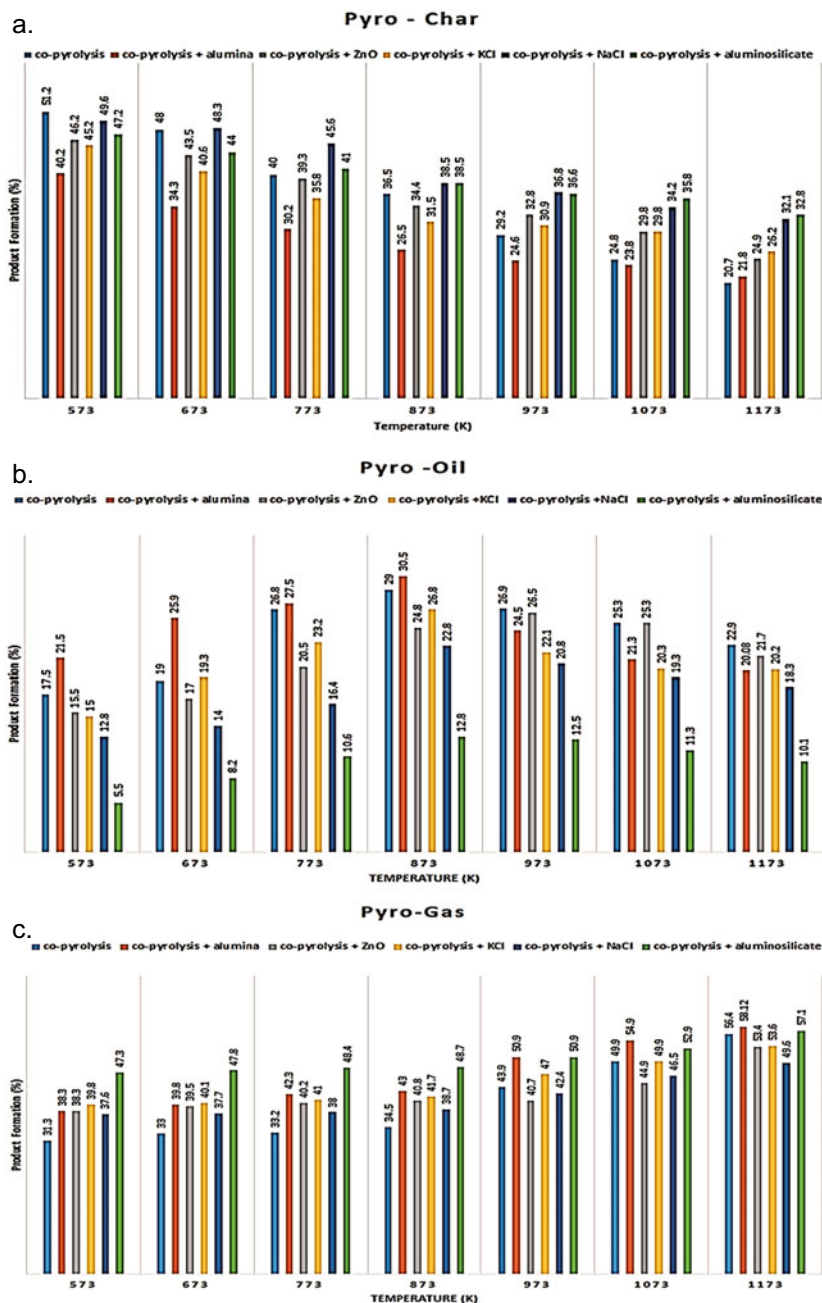 a.
Pyro - Char
co-pyrolysis co-pyrolysis + alumina co-pyrolysis + ZnO co-pyrolysis + KCl co-pyrolysis + NaCl co-pyrolysis + aluminosilicate
Product Formation (%)
51.2 40.2 46.2 45.2 49.6 47.2
48 34.3 43.5 40.6 48.3 44
40 30.2 39.3 35.8 45.6 41
36.5 26.5 34.4 31.5 38.5 38.5
29.2 24.6 32.8 30.9 36.8 36.6
24.8 23.8 29.8 29.8 34.2 35.8
20.7 21.8 24.9 26.2 32.1 32.8
573 673 773 873 973 1073 1173
Temperature (K)
b.
Pyro -Oil
co-pyrolysis co-pyrolysis + alumina co-pyrolysis + ZnO co-pyrolysis +KCl co-pyrolysis +NaCl co-pyrolysis + aluminosilicate
Product Formation (%)
17.5 21.5 15.5 15 12.8 5.5
19 25.9 17 19.3 14 8.2
26.8 27.5 20.5 23.2 16.4 10.6
29 30.5 24.8 26.8 22.8 12.8
26.9 24.5 26.5 22.1 20.8 12.5
25.3 21.3 25.3 20.3 19.3 11.3
22.9 20.08 21.7 20.2 18.3 10.1
573 673 773 873 973 1073 1173
TEMPERATURE (K)
c.
Pyro-Gas
co-pyrolysis co-pyrolysis + alumina co-pyrolysis + ZnO co-pyrolysis + KCl co-pyrolysis + NaCl co-pyrolysis + aluminosilicate
Product Formation (%)
31.3 38.3 38.3 39.8 37.6 47.3
33 39.8 39.5 40.1 37.7 47.8
33.2 42.3 40.2 41 38 48.4
34.5 43 40.8 41.7 38.7 48.7
43.9 50.9 40.7 47 42.4 50.9
49.9 54.9 44.9 49.9 46.5 52.9
56.4 58.12 53.4 53.6 49.6 57.1
573 673 773 873 973 1073 1173
TEMPERATURE (K)